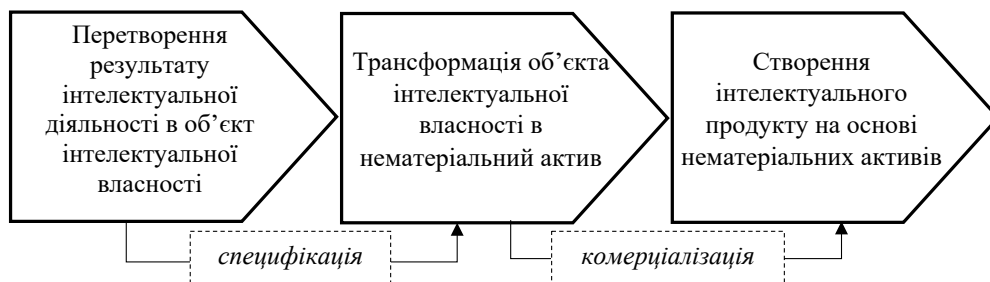 Перетворення
результату
інтелектуальної
діяльності в об’єкт
інтелектуальної
власності
Трансформація об’єкта
інтелектуальної
власності в
нематеріальний актив
Створення
інтелектуального
продукту на основі
нематеріальних активів
специфікація
комерціалізація